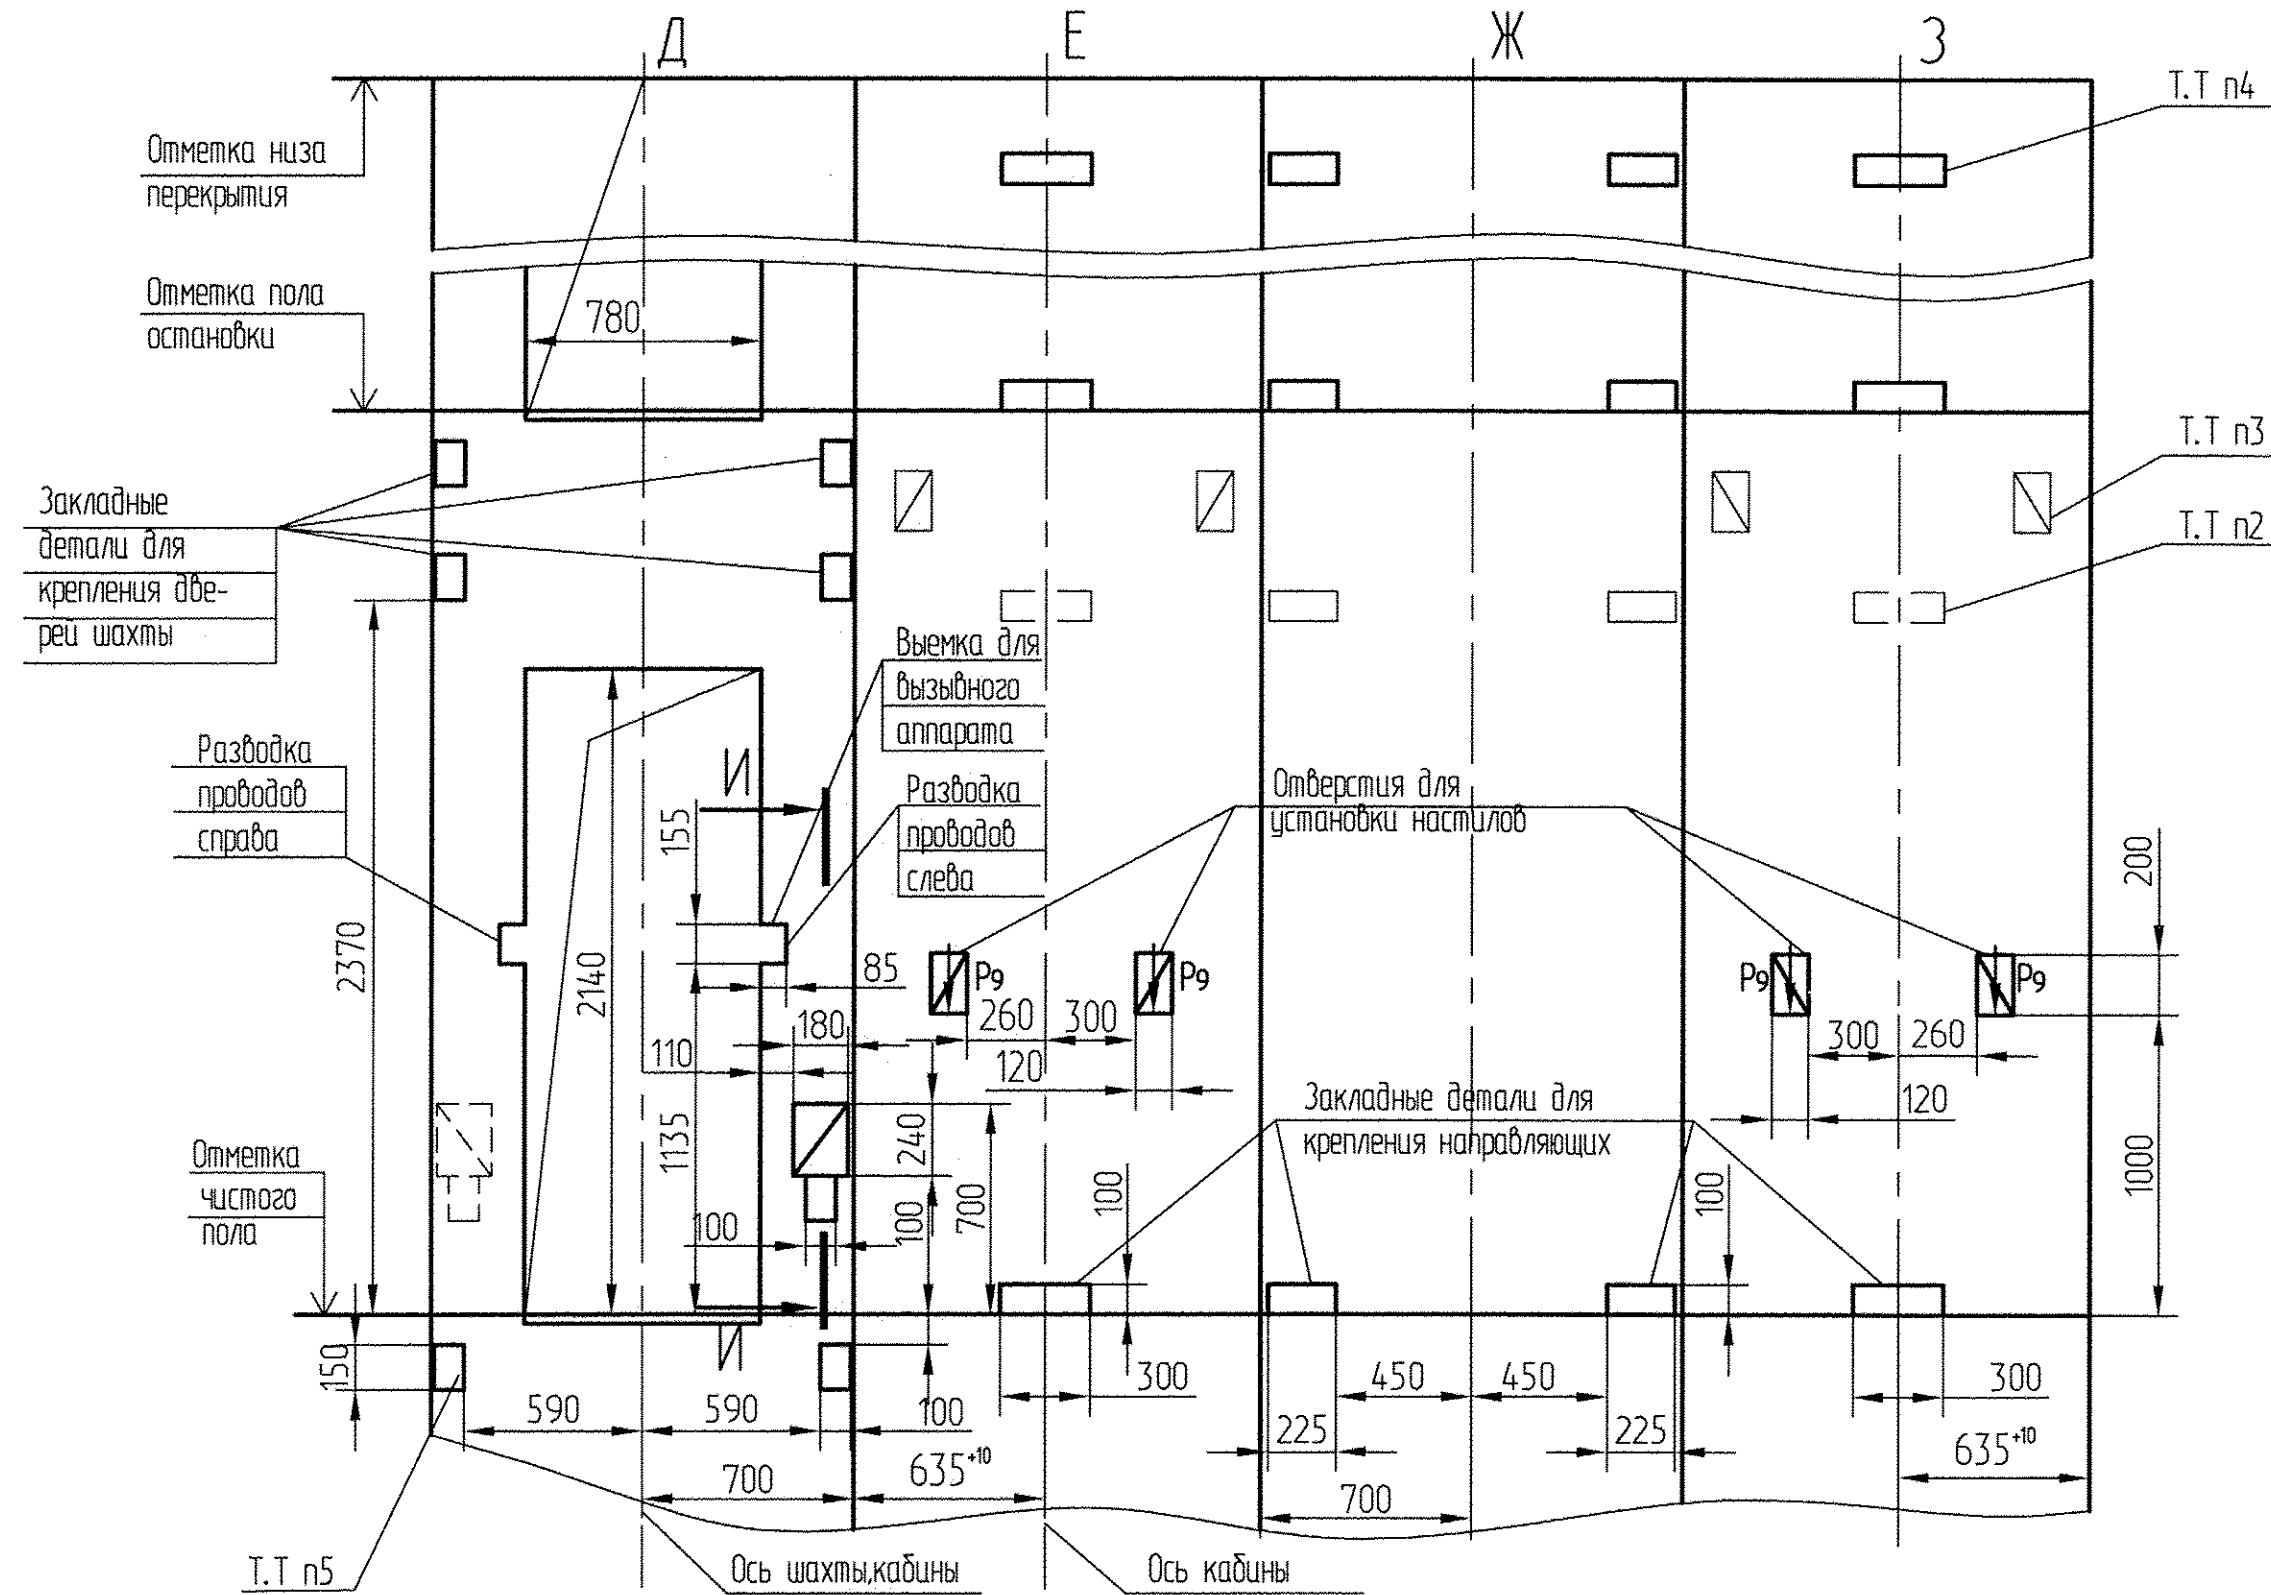 Д
Е
Ж
З
Т.Т п4
Отметка низа
перекрытия
Отметка пола
остановки
780
Т.Т п3
Т.Т п2
Закладные
детали для
крепления две-
рей шахты
Выемка для
вызывного
аппарата
Разводка
проводов
справа
И
Разводка
проводов
слева
Отверстия для
установки настилов
155
200
2370
2140
85
Р9
Р9
Р9
Р9
180
260
300
300
260
110
120
120
1135
240
Закладные детали для
крепления направляющих
1000
Отметка
чистого
пола
100
100
700
100
100
И
150
590
590
100
300
450
450
300
225
225
700
635+10
700
635+10
Т.Т п5
Ось шахты,кабины
Ось кабины